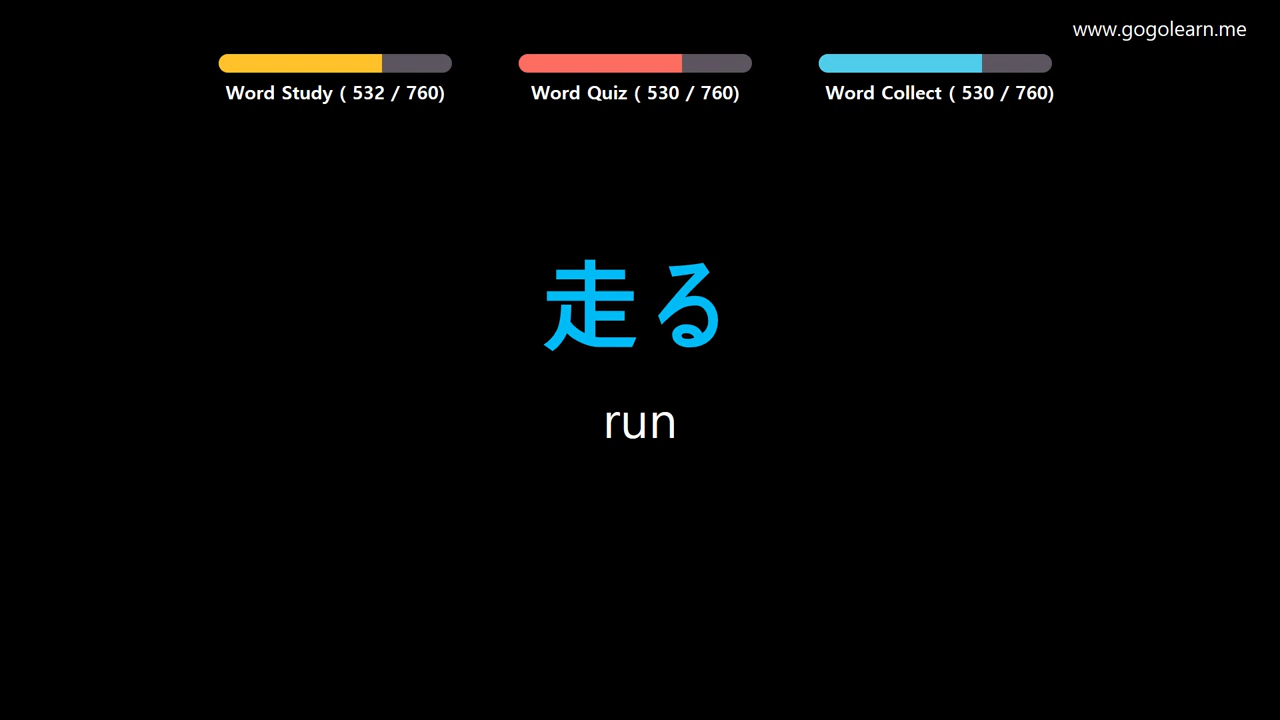 www.gogolearn.me
Word Study ( 532 / 760)
Word Quiz ( 530 / 760)
Word Collect ( 530 / 760)
走る
run